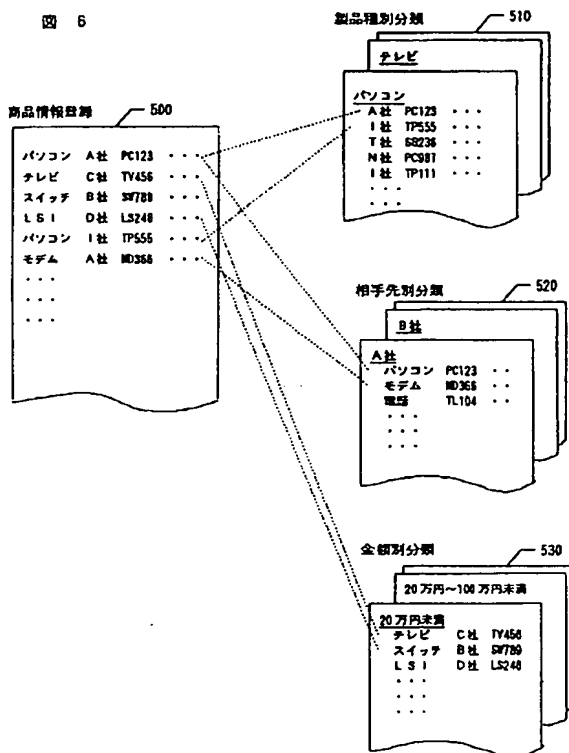 図 6
商品情報登録
500
パソコン A社 PC123 ・・・
テレビ C社 TY456 ・・・
スイッチ B社 SW789 ・・・
LSI D社 LS248 ・・・
パソコン I社 TP555 ・・・
モデム A社 MD366 ・・・
・・・
・・・
・・・
製品種別分類
510
テレビ
パソコン
A社 PC123 ・・・
I社 TP555 ・・・
T社 SS236 ・・・
N社 PC987 ・・・
I社 TP111 ・・・
・・・
・・・
相手先別分類
520
B社
A社
パソコン PC123 ・・
モデム MD366 ・・
電話 TL104 ・・
・・・
・・・
・・・
金額別分類
530
20万円~100万円未満
20万円未満
テレビ C社 TY456
スイッチ B社 SW789
LSI D社 LS248
・・・
・・・
・・・